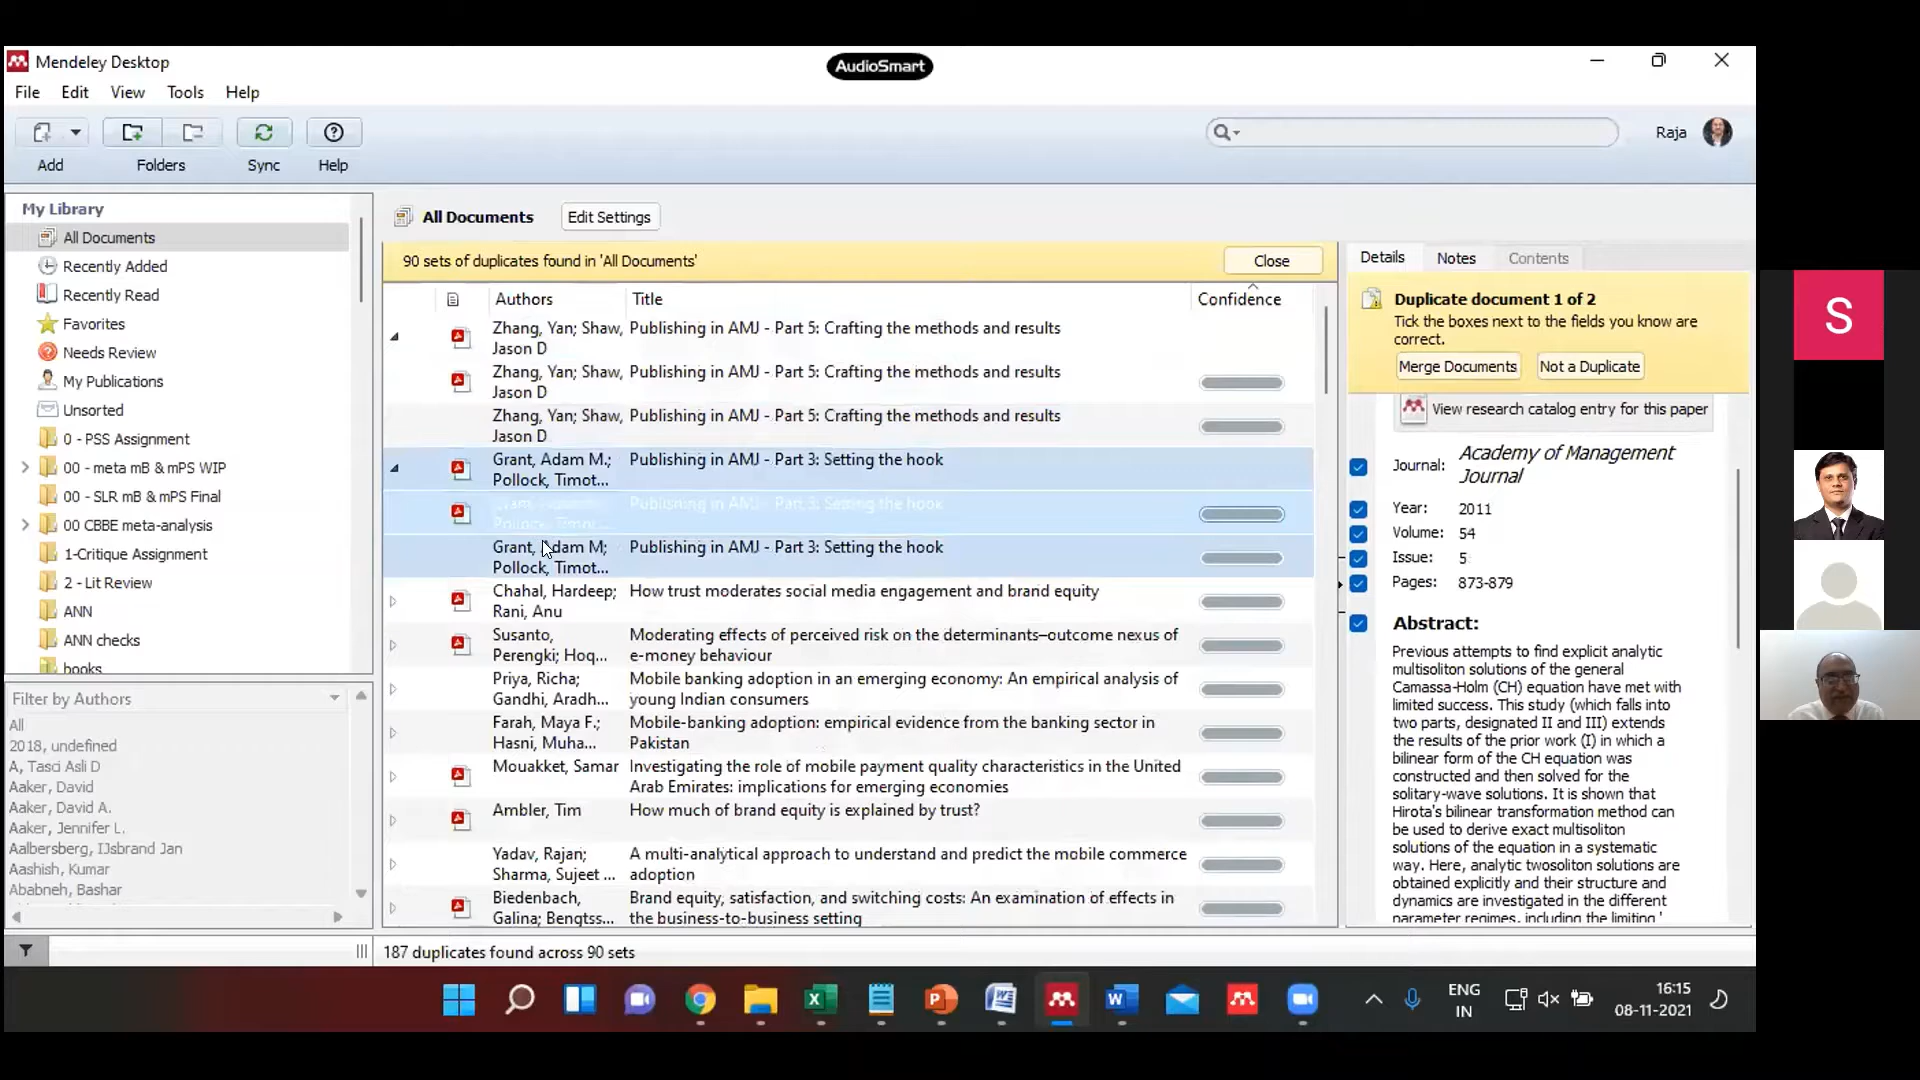 Mendeley Desktop
AudioSmart
File Edit View Tools Help
Raja
Add Folders Sync Help
My Library
All Documents
Recently Added
Recently Read
Favorites
Needs Review
My Publications
Unsorted
0 - PSS Assignment
00 - meta mB & mPS WIP
00 - SLR mB & mPS Final
00 CBBE meta-analysis
1-Critique Assignment
2 - Lit Review
ANN
ANN checks
books
Filter by Authors
All
2018, undefined
A, Tasci Asli D
Aaker, David
Aaker, David A.
Aaker, Jennifer L.
Aalbersberg, IJsbrand Jan
Aashish, Kumar
Ababneh, Bashar
All Documents Edit Settings
90 sets of duplicates found in 'All Documents' Close
Authors Title Confidence
Zhang, Yan; Shaw, Publishing in AMJ - Part 5: Crafting the methods and results
Jason D
Zhang, Yan; Shaw, Publishing in AMJ - Part 5: Crafting the methods and results
Jason D
Zhang, Yan; Shaw, Publishing in AMJ - Part 5: Crafting the methods and results
Jason D
Grant, Adam M.; Publishing in AMJ - Part 3: Setting the hook
Pollock, Timot...
Publishing in AMJ - Part 3: Setting the hook
Pollock, Timot...
Grant, Adam M; Publishing in AMJ - Part 3: Setting the hook
Pollock, Timot...
Chahal, Hardeep; How trust moderates social media engagement and brand equity
Rani, Anu
Susanto, Moderating effects of perceived risk on the determinants–outcome nexus of
Perengki; Hoq... e-money behaviour
Priya, Richa; Mobile banking adoption in an emerging economy: An empirical analysis of
Gandhi, Aradh... young Indian consumers
Farah, Maya F.; Mobile-banking adoption: empirical evidence from the banking sector in
Hasni, Muha... Pakistan
Mouakket, Samar Investigating the role of mobile payment quality characteristics in the United
Arab Emirates: implications for emerging economies
Ambler, Tim How much of brand equity is explained by trust?
Yadav, Rajan; A multi-analytical approach to understand and predict the mobile commerce
Sharma, Sujeet ... adoption
Biedenbach, Brand equity, satisfaction, and switching costs: An examination of effects in
Galina; Bengtss... the business-to-business setting
187 duplicates found across 90 sets
Details Notes Contents
Duplicate document 1 of 2
Tick the boxes next to the fields you know are
correct.
Merge Documents Not a Duplicate
View research catalog entry for this paper
Journal: Academy of Management
Journal
Year: 2011
Volume: 54
Issue: 5
Pages: 873-879
Abstract:
Previous attempts to find explicit analytic
multisoliton solutions of the general
Camassa-Holm (CH) equation have met with
limited success. This study (which falls into
two parts, designated II and III) extends
the results of the prior work (I) in which a
bilinear form of the CH equation was
constructed and then solved for the
solitary-wave solutions. It is shown that
Hirota's bilinear transformation method can
be used to derive exact multisoliton
solutions of the equation in a systematic
way. Here, analytic twosoliton solutions are
obtained explicitly and their structure and
dynamics are investigated in the different
parameter regimes, including the limiting '
S
ENG
IN
16:15
08-11-2021